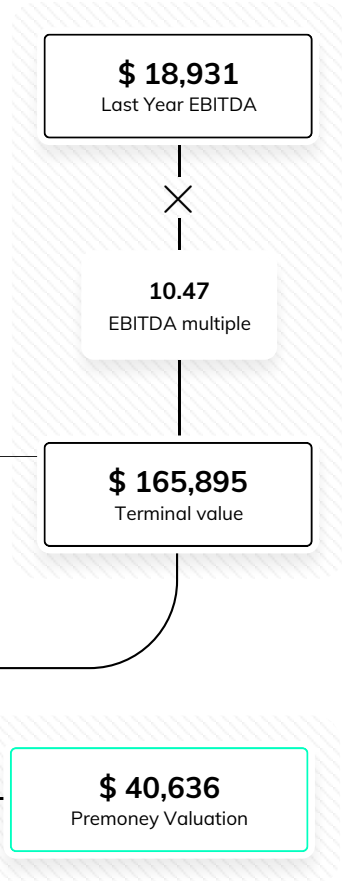 $ 18,931
Last Year EBITDA
10.47
EBITDA multiple
$ 165,895
Terminal value
$ 40,636
Premoney Valuation